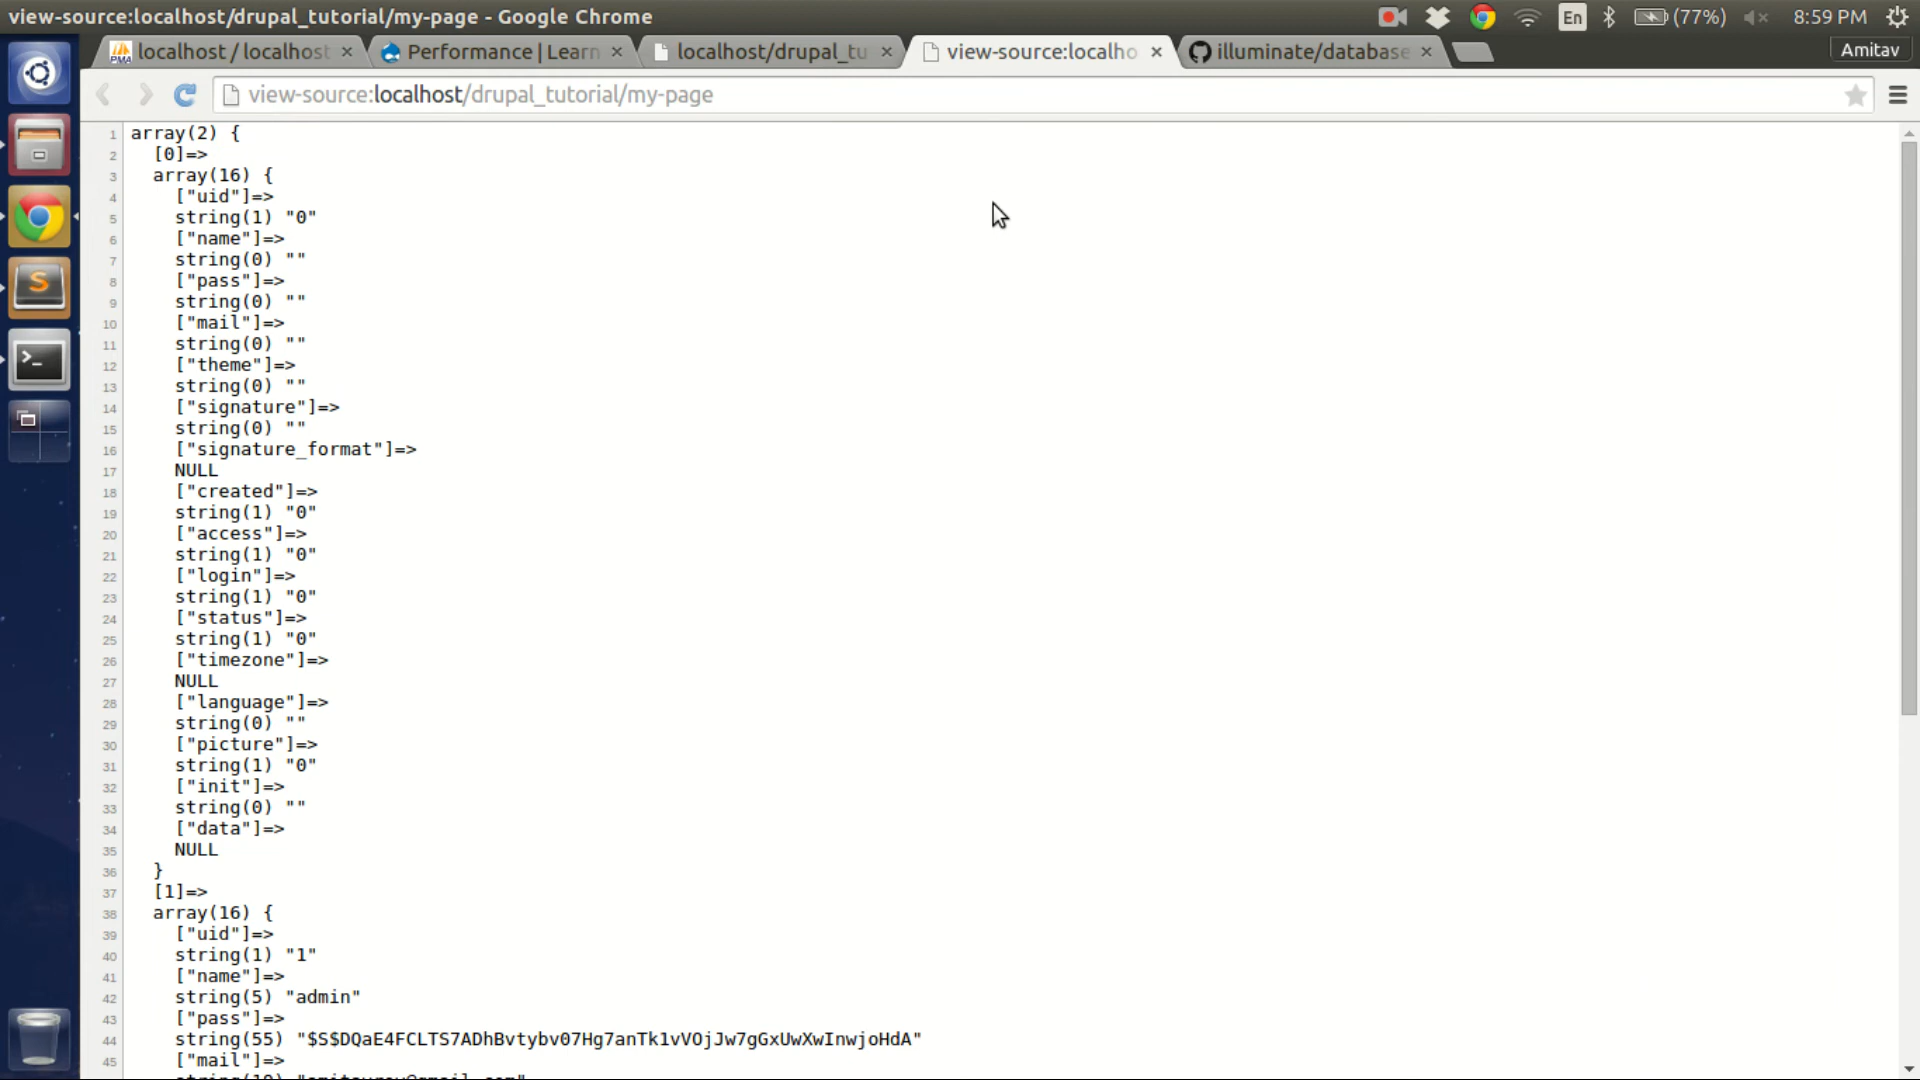 view-source:localhost/drupal_tutorial/my-page - Google Chrome
En
(77%)
8:59 PM
localhost / localhost
Performance | Learn
localhost/drupal_tu
view-source:localho
illuminate/database
Amitav
view-source:localhost/drupal_tutorial/my-page
1 array(2) {
2 [0]=>
3 array(16) {
4 ["uid"]=>
5 string(1) "0"
6 ["name"]=>
7 string(0) ""
8 ["pass"]=>
9 string(0) ""
10 ["mail"]=>
11 string(0) ""
12 ["theme"]=>
13 string(0) ""
14 ["signature"]=>
15 string(0) ""
16 ["signature_format"]=>
17 NULL
18 ["created"]=>
19 string(1) "0"
20 ["access"]=>
21 string(1) "0"
22 ["login"]=>
23 string(1) "0"
24 ["status"]=>
25 string(1) "0"
26 ["timezone"]=>
27 NULL
28 ["language"]=>
29 string(0) ""
30 ["picture"]=>
31 string(1) "0"
32 ["init"]=>
33 string(0) ""
34 ["data"]=>
35 NULL
36 }
37 [1]=>
38 array(16) {
39 ["uid"]=>
40 string(1) "1"
41 ["name"]=>
42 string(5) "admin"
43 ["pass"]=>
44 string(55) "$S$DQaE4FCLTS7ADhBvtybv07Hg7anTk1vVOjJw7gGxUwXwInwjoHdA"
45 ["mail"]=>